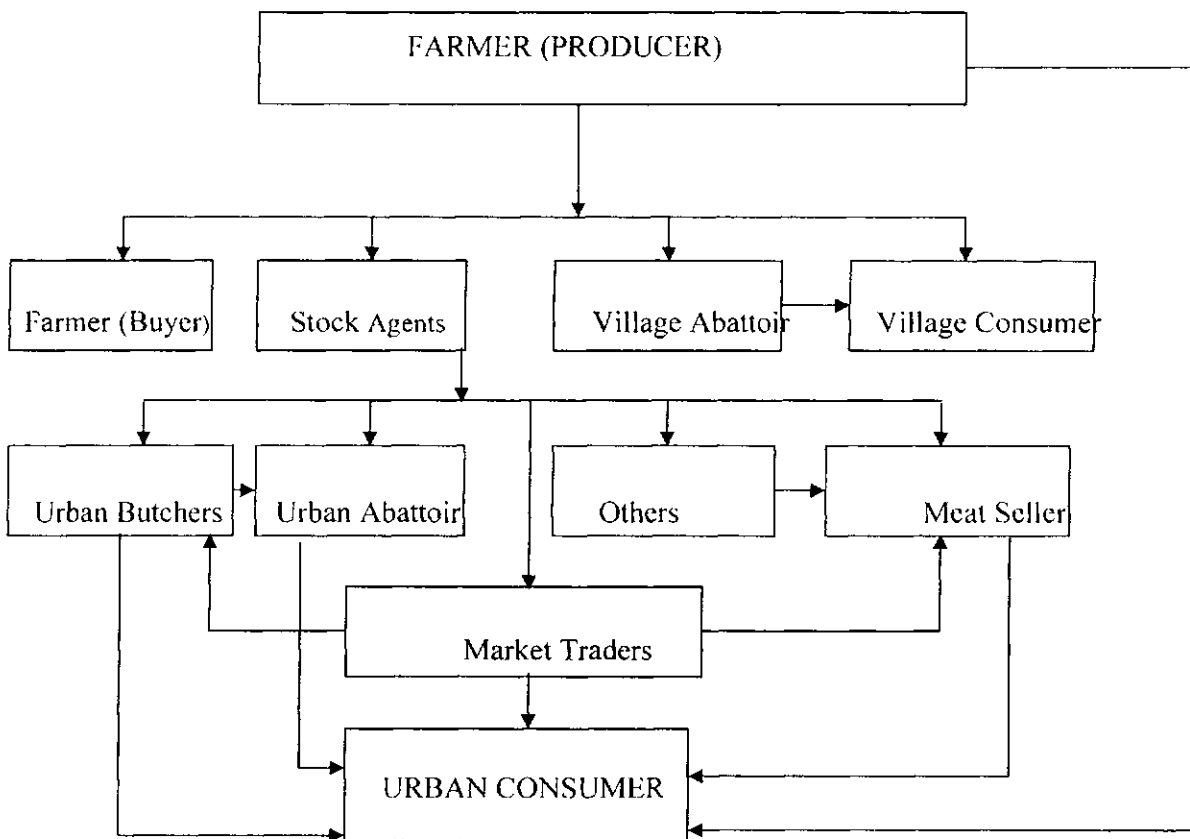 FARMER (PRODUCER)
Farmer (Buyer)
Stock Agents
Village Abattoir
Village Consumer
Urban Butchers
Urban Abattoir
Others
Meat Seller
Market Traders
URBAN CONSUMER